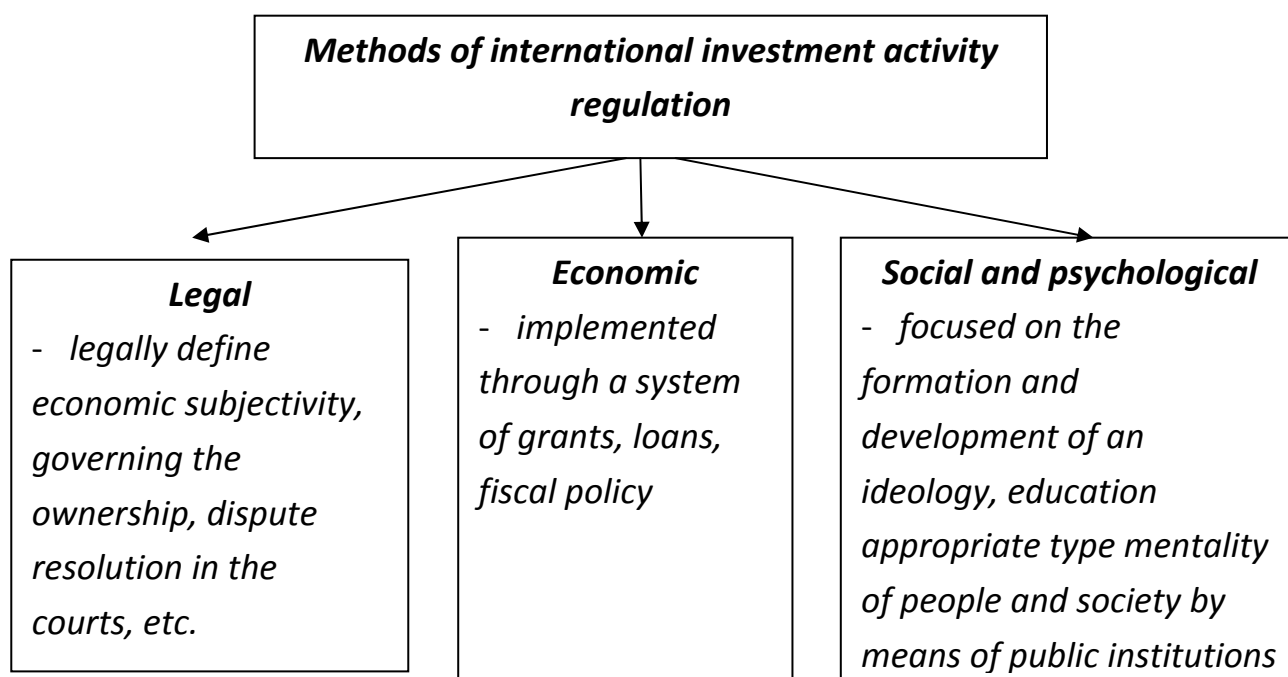 Methods of international investment activity
regulation
Legal
- legally define
economic subjectivity,
governing the
ownership, dispute
resolution in the
courts, etc.
Economic
- implemented
through a system
of grants, loans,
fiscal policy
Social and psychological
- focused on the
formation and
development of an
ideology, education
appropriate type mentality
of people and society by
means of public institutions